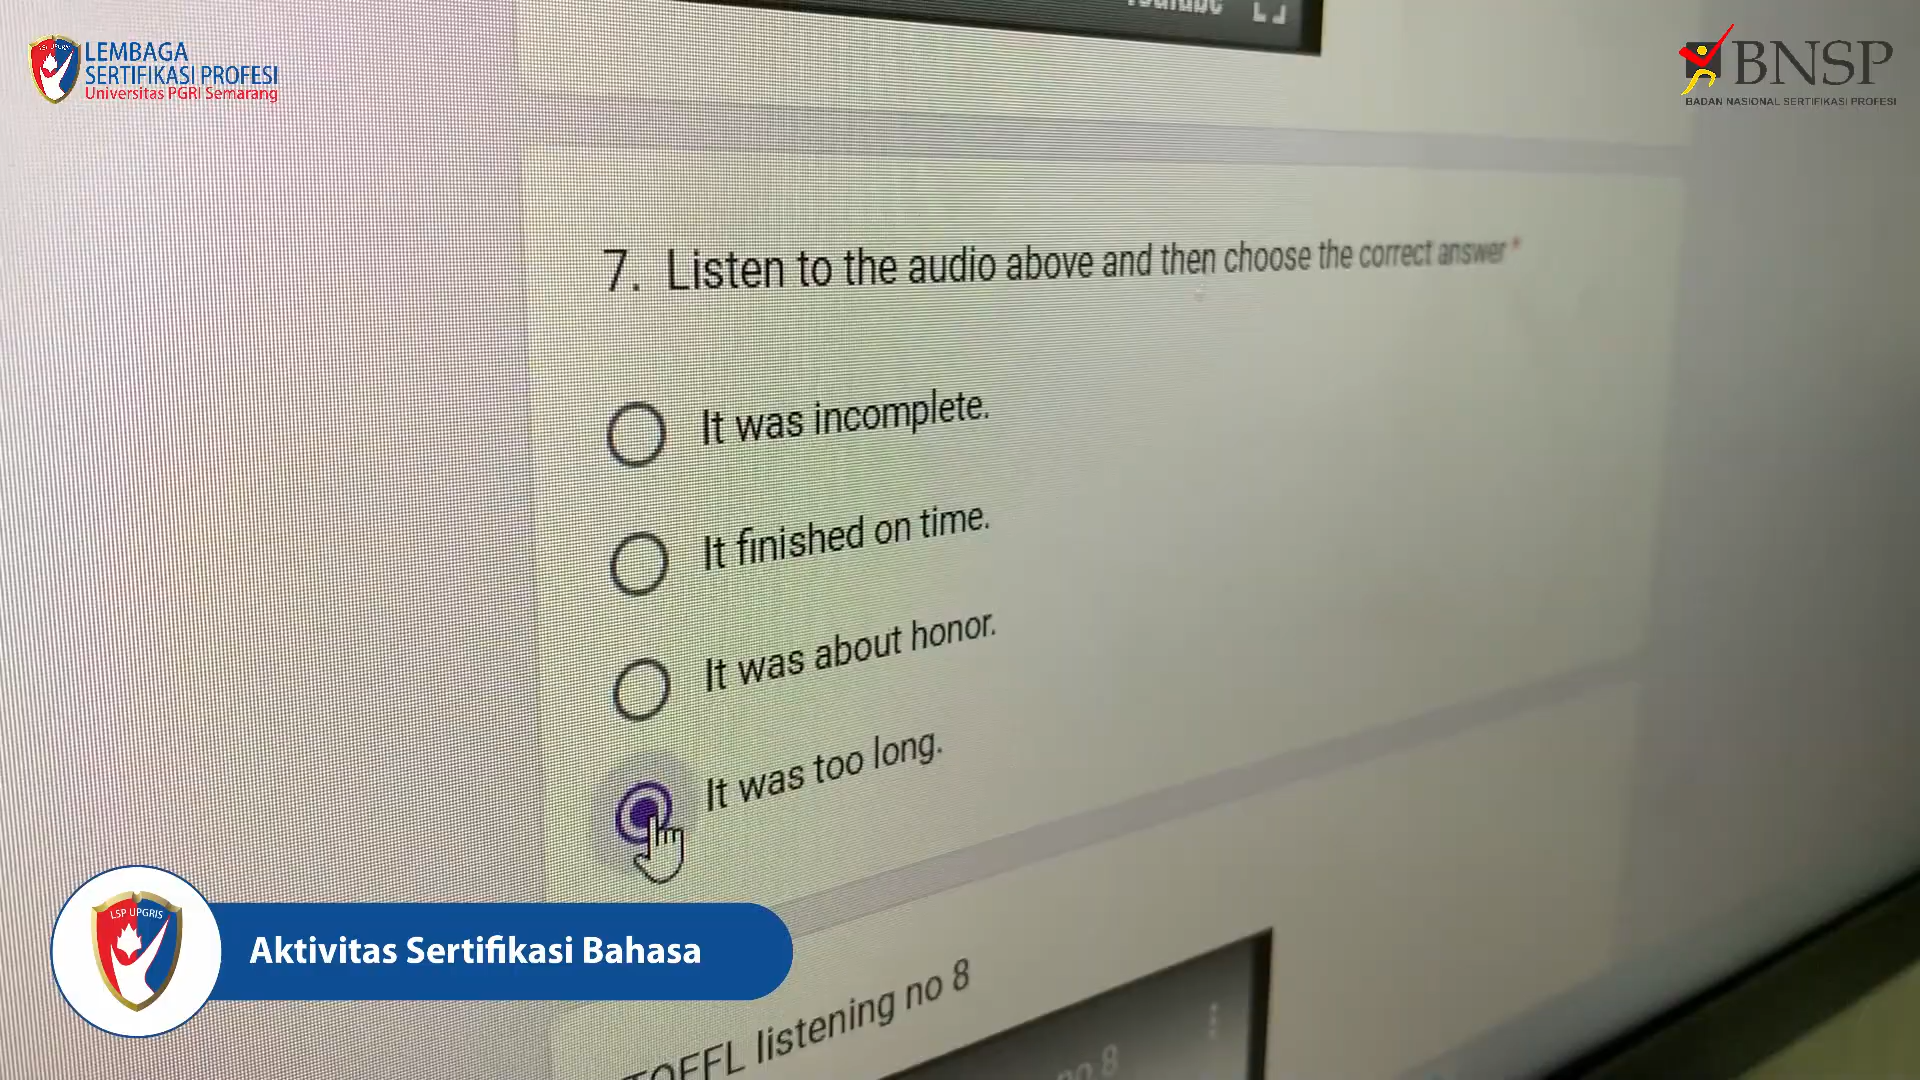 LEMBAGA
SERTIFIKASI PROFESI
Universitas PGRI Semarang
BNSP
BADAN NASIONAL SERTIFIKASI PROFESI
7. Listen to the audio above and then choose the correct answer *
It was incomplete.
It finished on time.
It was about honor.
It was too long.
LSP UPGRIS
Aktivitas Sertifikasi Bahasa
TOEFL listening no 8
no 8